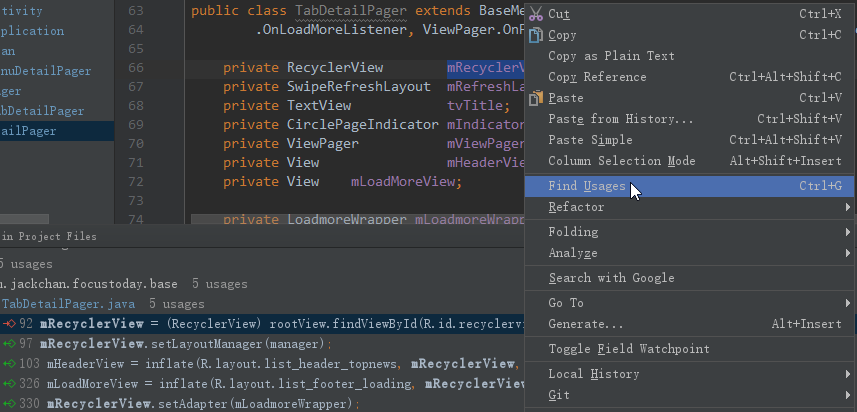 tivity
plication
an
nuDetailPager
ger
bDetailPager
ailPager
63 public class TabDetailPager extends BaseMe
64 .OnLoadMoreListener, ViewPager.OnP
65
66 private RecyclerView mRecyclerV
67 private SwipeRefreshLayout mRefreshLa
68 private TextView tvTitle;
69 private CirclePageIndicator mIndicator
70 private ViewPager mViewPager
71 private View mHeaderVie
72 private View mLoadMoreView;
73
74 private LoadmoreWrapper mLoadmoreWrappe
Cut Ctrl+X
Copy Ctrl+C
Copy as Plain Text
Copy Reference Ctrl+Alt+Shift+C
Paste Ctrl+V
Paste from History... Ctrl+Shift+V
Paste Simple Ctrl+Alt+Shift+V
Column Selection Mode Alt+Shift+Insert
Find Usages Ctrl+G
Refactor
Folding
Analyze
Search with Google
Go To
Generate... Alt+Insert
Toggle Field Watchpoint
Local History
Git
in Project Files
5 usages
.jackchan.focustoday.base 5 usages
TabDetailPager.java 5 usages
92 mRecyclerView = (RecyclerView) rootView.findViewById(R.id.recyclervi
97 mRecyclerView.setLayoutManager(manager);
103 mHeaderView = inflate(R.layout.list_header_topnews, mRecyclerView,
326 mLoadMoreView = inflate(R.layout.list_footer_loading, mRecyclerV
330 mRecyclerView.setAdapter(mLoadmoreWrapper);